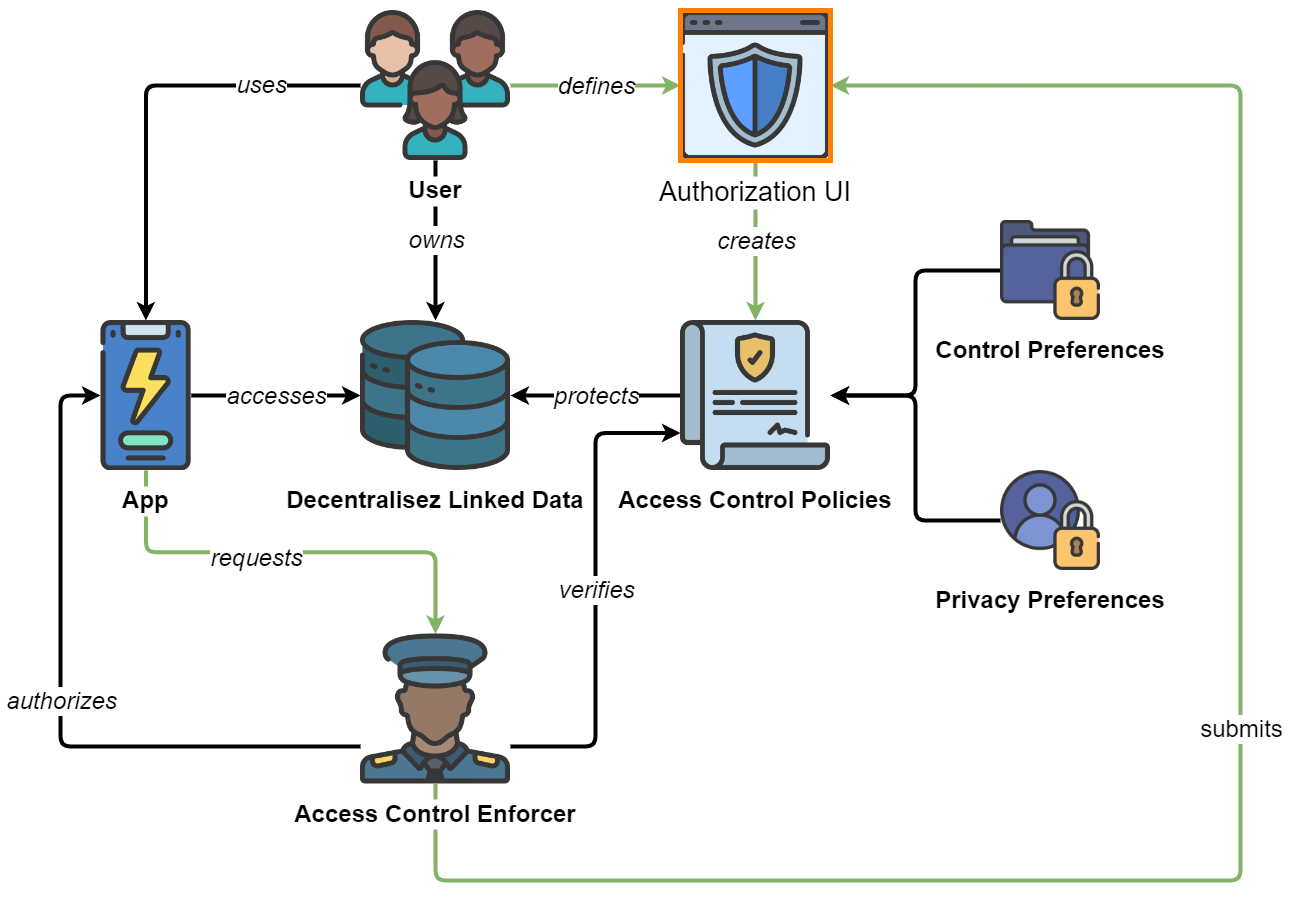 uses
defines
User
Authorization UI
owns
creates
Control Preferences
accesses
protects
App
Decentralisez Linked Data
Access Control Policies
requests
verifies
Privacy Preferences
authorizes
submits
Access Control Enforcer